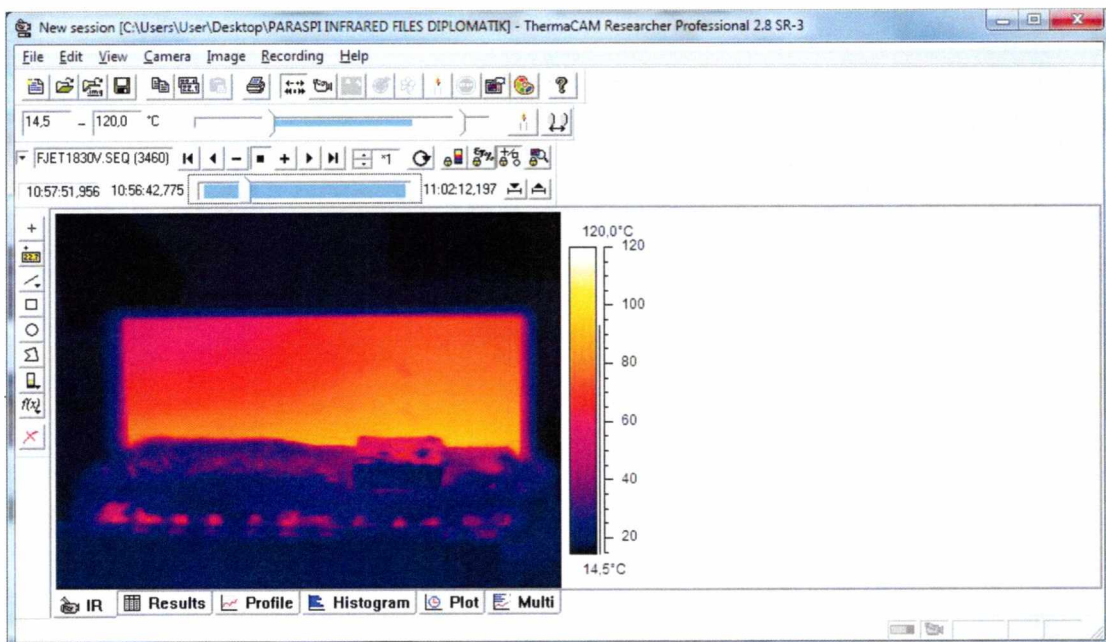 New session [C:\Users\User\Desktop\PARASPI INFRARED FILES DIPLOMATIK] - ThermaCAM Researcher Professional 2.8 SR-3
File Edit View Camera Image Recording Help
14,5 - 120,0 °C
FJET1830V.SEQ (3460) ×1
10:57:51,956 10:56:42,775 11:02:12,197
120,0°C
120
100
80
60
40
20
14,5°C
f(x)
IR Results Profile Histogram Plot Multi